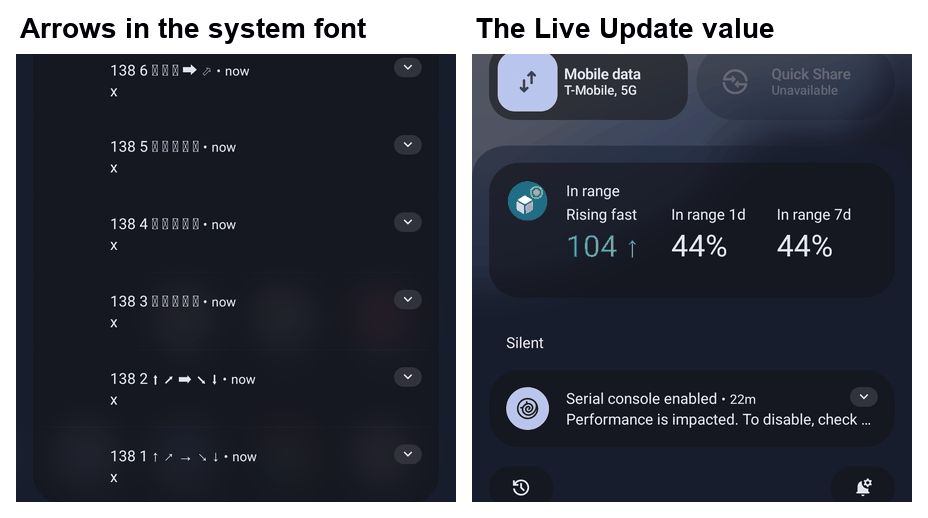 Arrows in the system font
138 6 ▯ ▯ ▯ ➡ ⬀ • now
x
138 5 ▯ ▯ ▯ ▯ ▯ • now
x
138 4 ▯ ▯ ▯ ▯ ▯ • now
x
138 3 ▯ ▯ ▯ ▯ ▯ • now
x
138 2 ⬆ ⬈ ➡ ⬊ ⬇ • now
x
138 1 ↑ ↗ → ↘ ↓ • now
x
The Live Update value
Mobile data
T-Mobile, 5G
Quick Share
Unavailable
In range
Rising fast
104 ↑
In range 1d
44%
In range 7d
44%
Silent
Serial console enabled • 22m
Performance is impacted. To disable, check ...